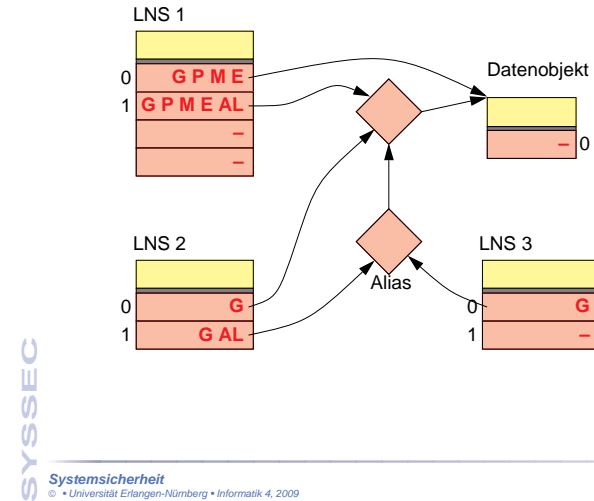 LNS 1
0 G P M E
1 G P M E AL
–
–
Datenobjekt
– 0
LNS 2
0 G
1 G AL
Alias
LNS 3
0 G
1 –
SYSSEC
Systemsicherheit
© • Universität Erlangen-Nürnberg • Informatik 4, 2009